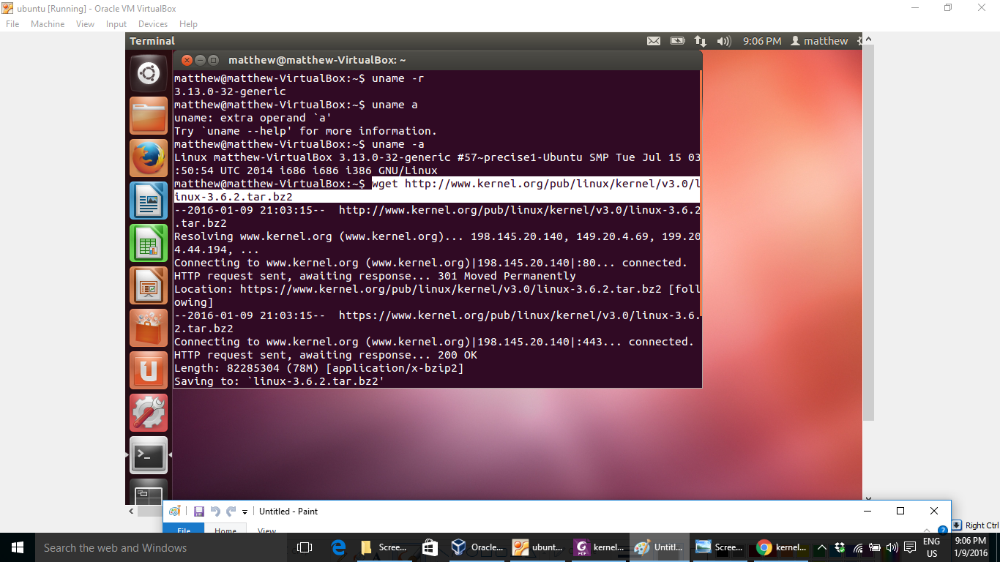 ubuntu [Running] - Oracle VM VirtualBox
File Machine View Input Devices Help
Terminal 9:06 PM matthew
matthew@matthew-VirtualBox: ~
matthew@matthew-VirtualBox:~$ uname -r
3.13.0-32-generic
matthew@matthew-VirtualBox:~$ uname a
uname: extra operand `a'
Try `uname --help' for more information.
matthew@matthew-VirtualBox:~$ uname -a
Linux matthew-VirtualBox 3.13.0-32-generic #57~precise1-Ubuntu SMP Tue Jul 15 03
:50:54 UTC 2014 i686 i686 i386 GNU/Linux
matthew@matthew-VirtualBox:~$ wget http://www.kernel.org/pub/linux/kernel/v3.0/l
inux-3.6.2.tar.bz2
--2016-01-09 21:03:15--  http://www.kernel.org/pub/linux/kernel/v3.0/linux-3.6.2
.tar.bz2
Resolving www.kernel.org (www.kernel.org)... 198.145.20.140, 149.20.4.69, 199.20
4.44.194, ...
Connecting to www.kernel.org (www.kernel.org)|198.145.20.140|:80... connected.
HTTP request sent, awaiting response... 301 Moved Permanently
Location: https://www.kernel.org/pub/linux/kernel/v3.0/linux-3.6.2.tar.bz2 [foll
owing]
--2016-01-09 21:03:15--  https://www.kernel.org/pub/linux/kernel/v3.0/linux-3.6.
2.tar.bz2
Connecting to www.kernel.org (www.kernel.org)|198.145.20.140|:443... connected.
HTTP request sent, awaiting response... 200 OK
Length: 82285304 (78M) [application/x-bzip2]
Saving to: `linux-3.6.2.tar.bz2'
Untitled - Paint
File Home View
Right Ctrl
Search the web and Windows
Scree... Oracle... ubunt... kernel... Untitl... Scree... kernel...
ENG
US
9:06 PM
1/9/2016